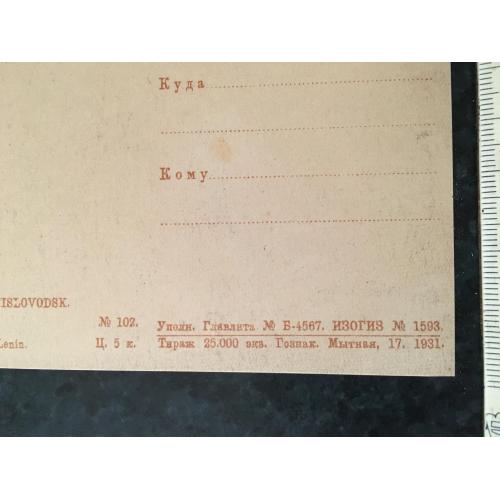 Куда
Кому
ISLOVODSK.
№ 102.
Lenin.
Ц. 5 к.
Уполн. Главлита № Б-4567. ИЗОГИЗ № 1593.
Тираж 25.000 экз. Гознак. Мытная, 17. 1931.